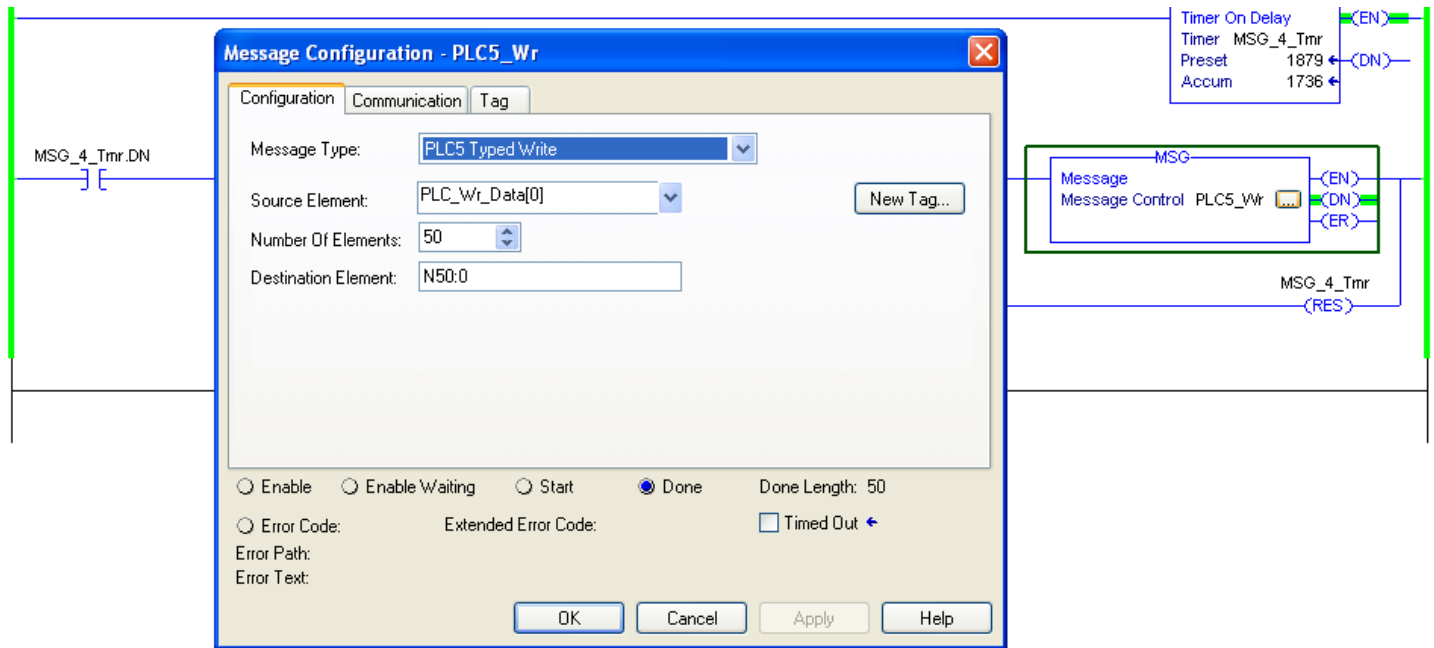 Timer On Delay (EN)
Timer MSG_4_Tmr
Preset 1879 (DN)
Accum 1736
Message Configuration - PLC5_Wr
Configuration Communication Tag
Message Type: PLC5 Typed Write
Source Element: PLC_Wr_Data[0] New Tag...
Number Of Elements: 50
Destination Element: N50:0
Enable Enable Waiting Start Done Done Length: 50
Error Code: Extended Error Code: Timed Out
Error Path:
Error Text:
OK Cancel Apply Help
MSG_4_Tmr.DN
MSG
Message (EN)
Message Control PLC5_Wr ... (DN)
(ER)
MSG_4_Tmr
(RES)